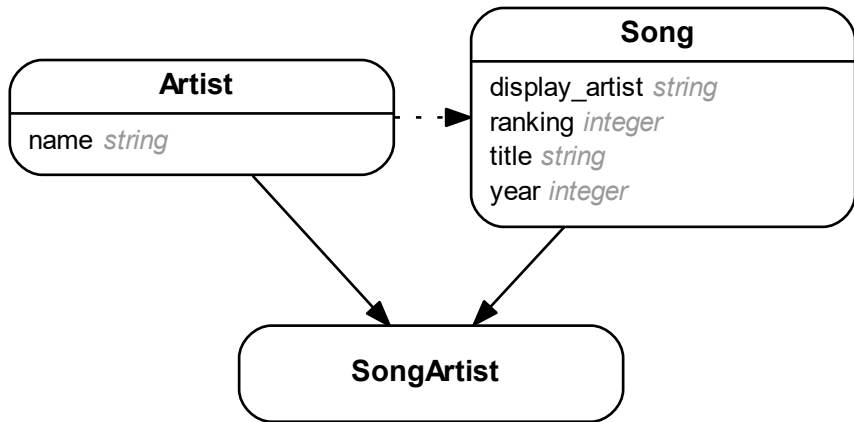 Artist
name string
Song
display_artist string
ranking integer
title string
year integer
SongArtist